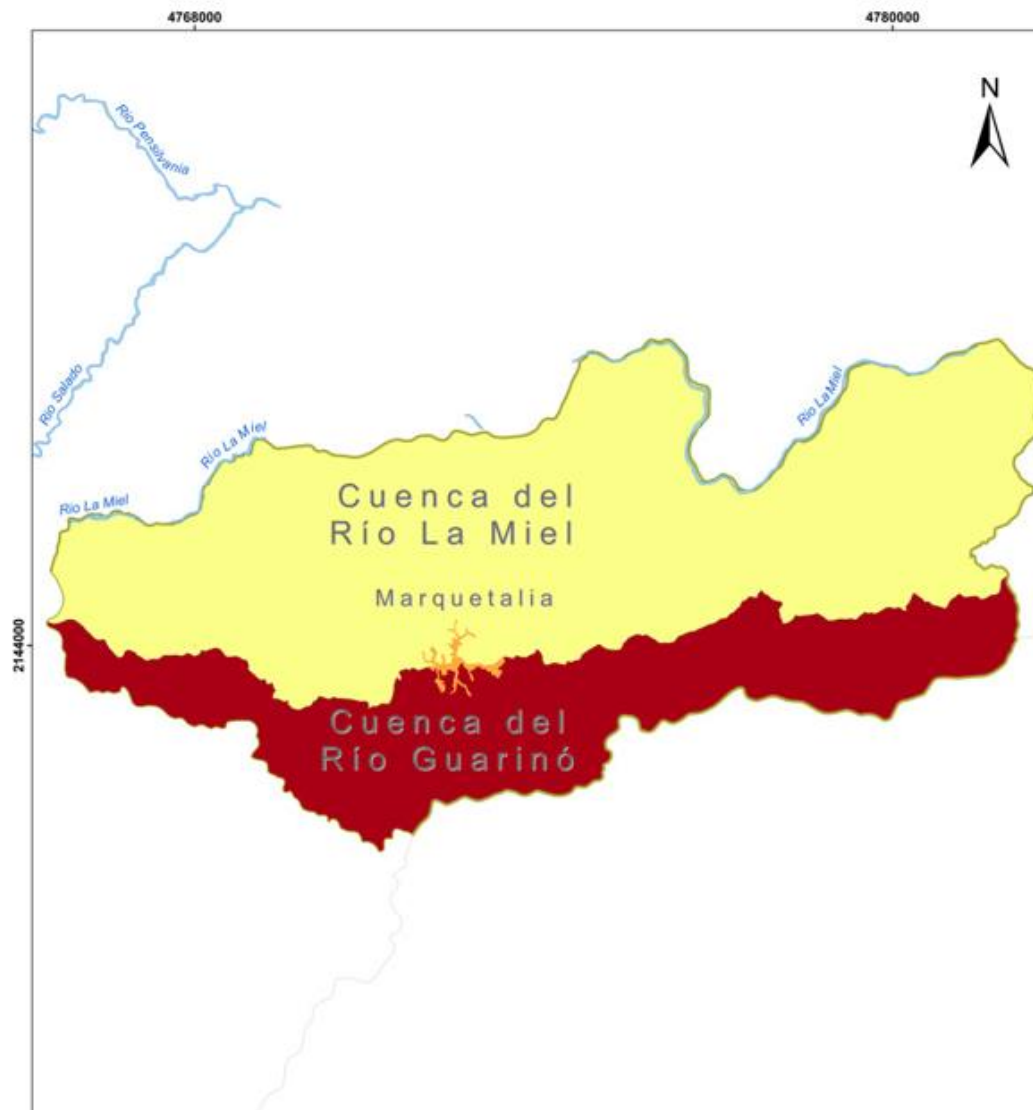 4768000
4780000
N
Río Pensilvania
Río Salado
Río La Miel
Río La Miel
Río La Miel
Cuenca del
Río La Miel
Marquetalia
2144000
Cuenca del
Río Guarinó